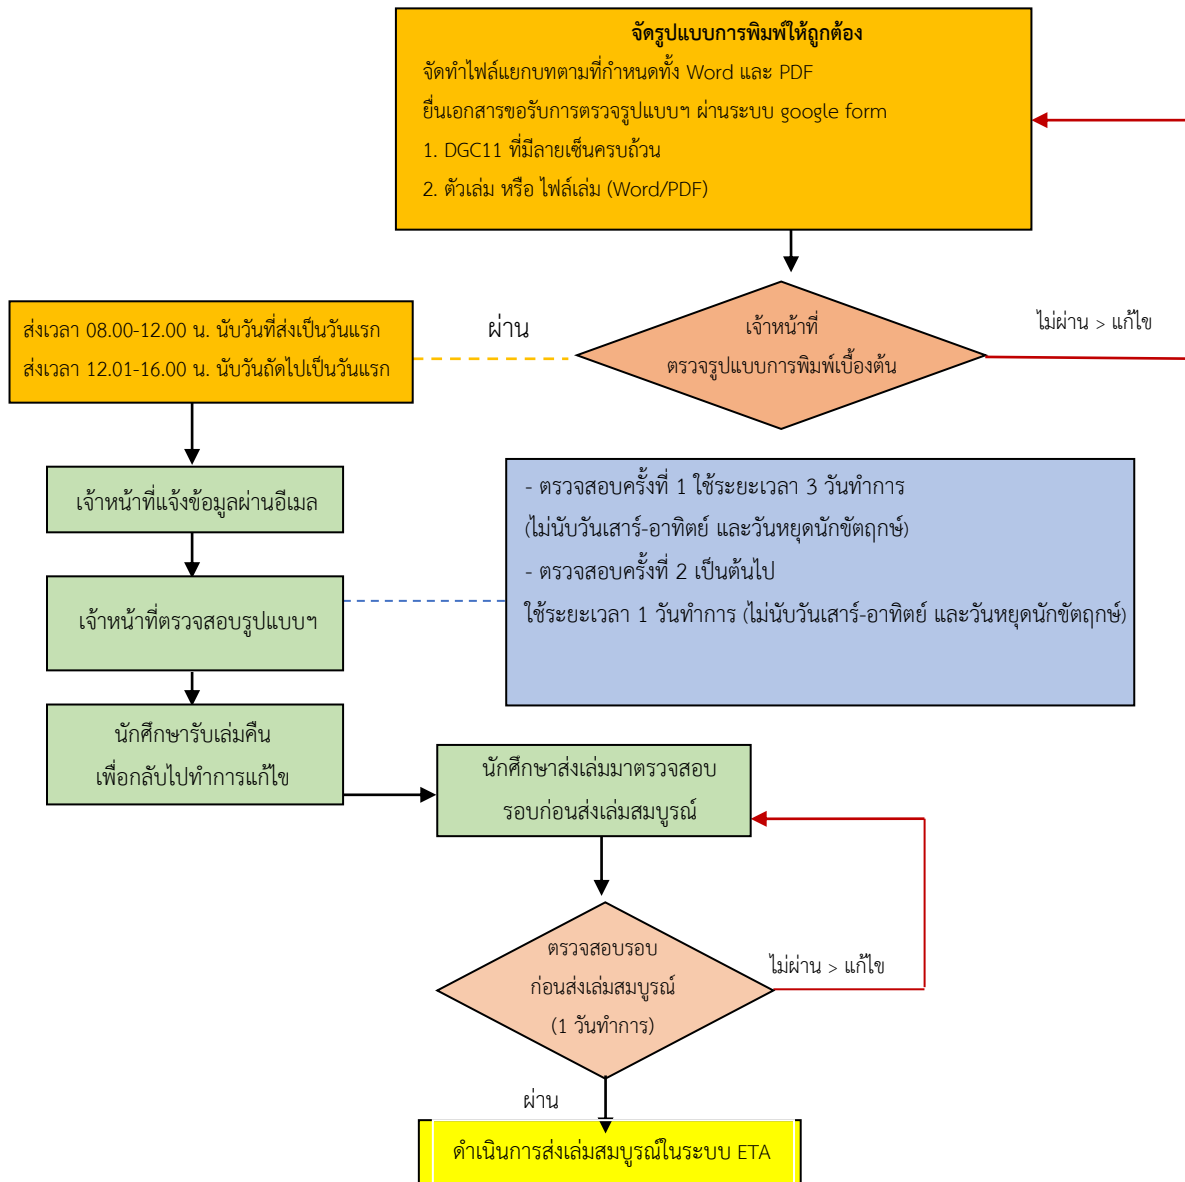 จัดรูปแบบการพิมพ์ให้ถูกต้อง
จัดทำไฟล์แยกบทตามที่กำหนดทั้ง Word และ PDF
ยื่นเอกสารขอรับการตรวจรูปแบบฯ ผ่านระบบ google form
1. DGC11 ที่มีลายเซ็นครบถ้วน
2. ตัวเล่ม หรือ ไฟล์เล่ม (Word/PDF)
เจ้าหน้าที่
ตรวจรูปแบบการพิมพ์เบื้องต้น
ไม่ผ่าน > แก้ไข
ผ่าน
ส่งเวลา 08.00-12.00 น. นับวันที่ส่งเป็นวันแรก
ส่งเวลา 12.01-16.00 น. นับวันถัดไปเป็นวันแรก
เจ้าหน้าที่แจ้งข้อมูลผ่านอีเมล
เจ้าหน้าที่ตรวจสอบรูปแบบฯ
- ตรวจสอบครั้งที่ 1 ใช้ระยะเวลา 3 วันทำการ
(ไม่นับวันเสาร์-อาทิตย์ และวันหยุดนักขัตฤกษ์)
- ตรวจสอบครั้งที่ 2 เป็นต้นไป
ใช้ระยะเวลา 1 วันทำการ (ไม่นับวันเสาร์-อาทิตย์ และวันหยุดนักขัตฤกษ์)
นักศึกษารับเล่มคืน
เพื่อกลับไปทำการแก้ไข
นักศึกษาส่งเล่มมาตรวจสอบ
รอบก่อนส่งเล่มสมบูรณ์
ตรวจสอบรอบ
ก่อนส่งเล่มสมบูรณ์
(1 วันทำการ)
ไม่ผ่าน > แก้ไข
ผ่าน
ดำเนินการส่งเล่มสมบูรณ์ในระบบ ETA